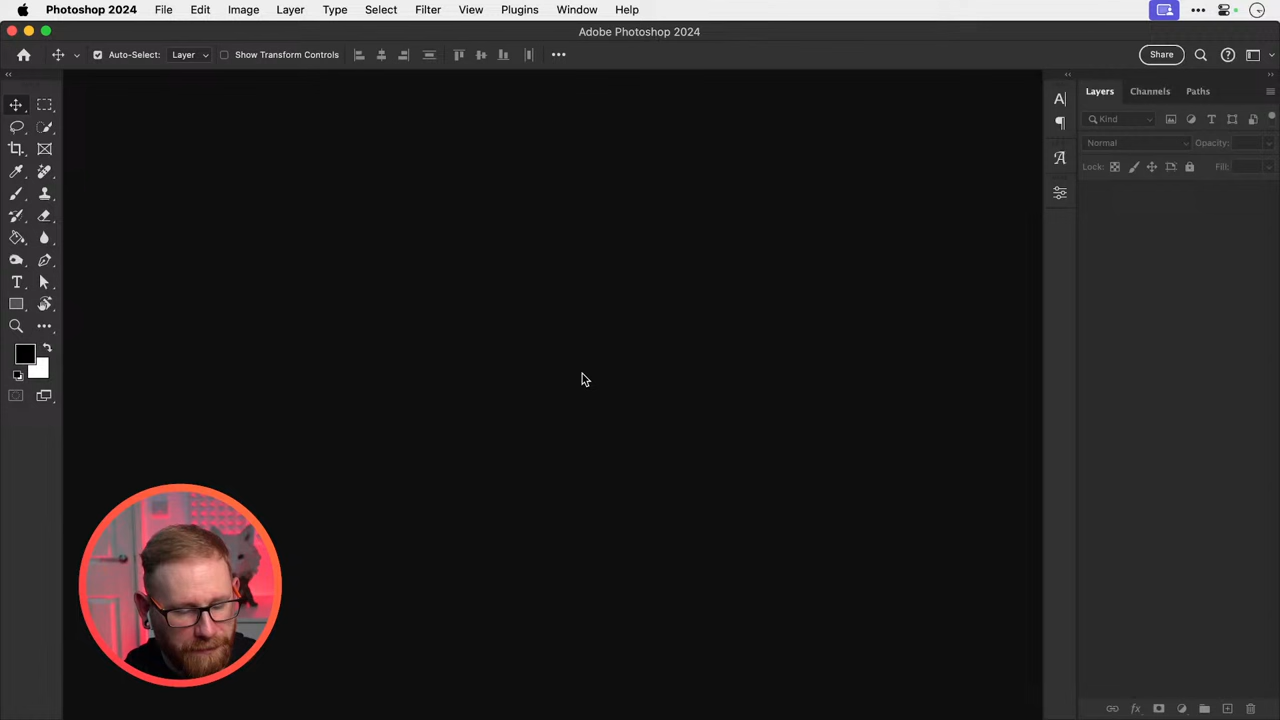 Photoshop 2024 File Edit Image Layer Type Select Filter View Plugins Window Help
Adobe Photoshop 2024
Auto-Select: Layer Show Transform Controls Share
Layers Channels Paths
Kind
Normal Opacity:
Lock: Fill: